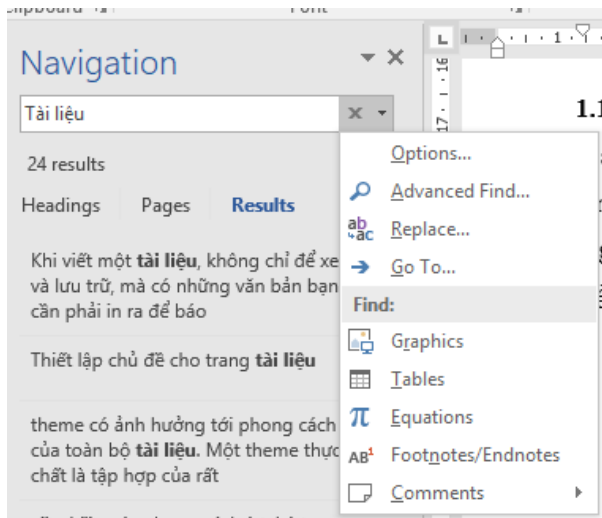 Navigation
Tài liệu
24 results
Headings Pages Results
Khi viết một tài liệu, không chỉ để xe
và lưu trữ, mà có những văn bản bạn
cần phải in ra để báo
Thiết lập chủ đề cho trang tài liệu
theme có ảnh hưởng tới phong cách
của toàn bộ tài liệu. Một theme thực
chất là tập hợp của rất
Options...
Advanced Find...
Replace...
Go To...
Find:
Graphics
Tables
Equations
Footnotes/Endnotes
Comments
L 1
16
17
1.1